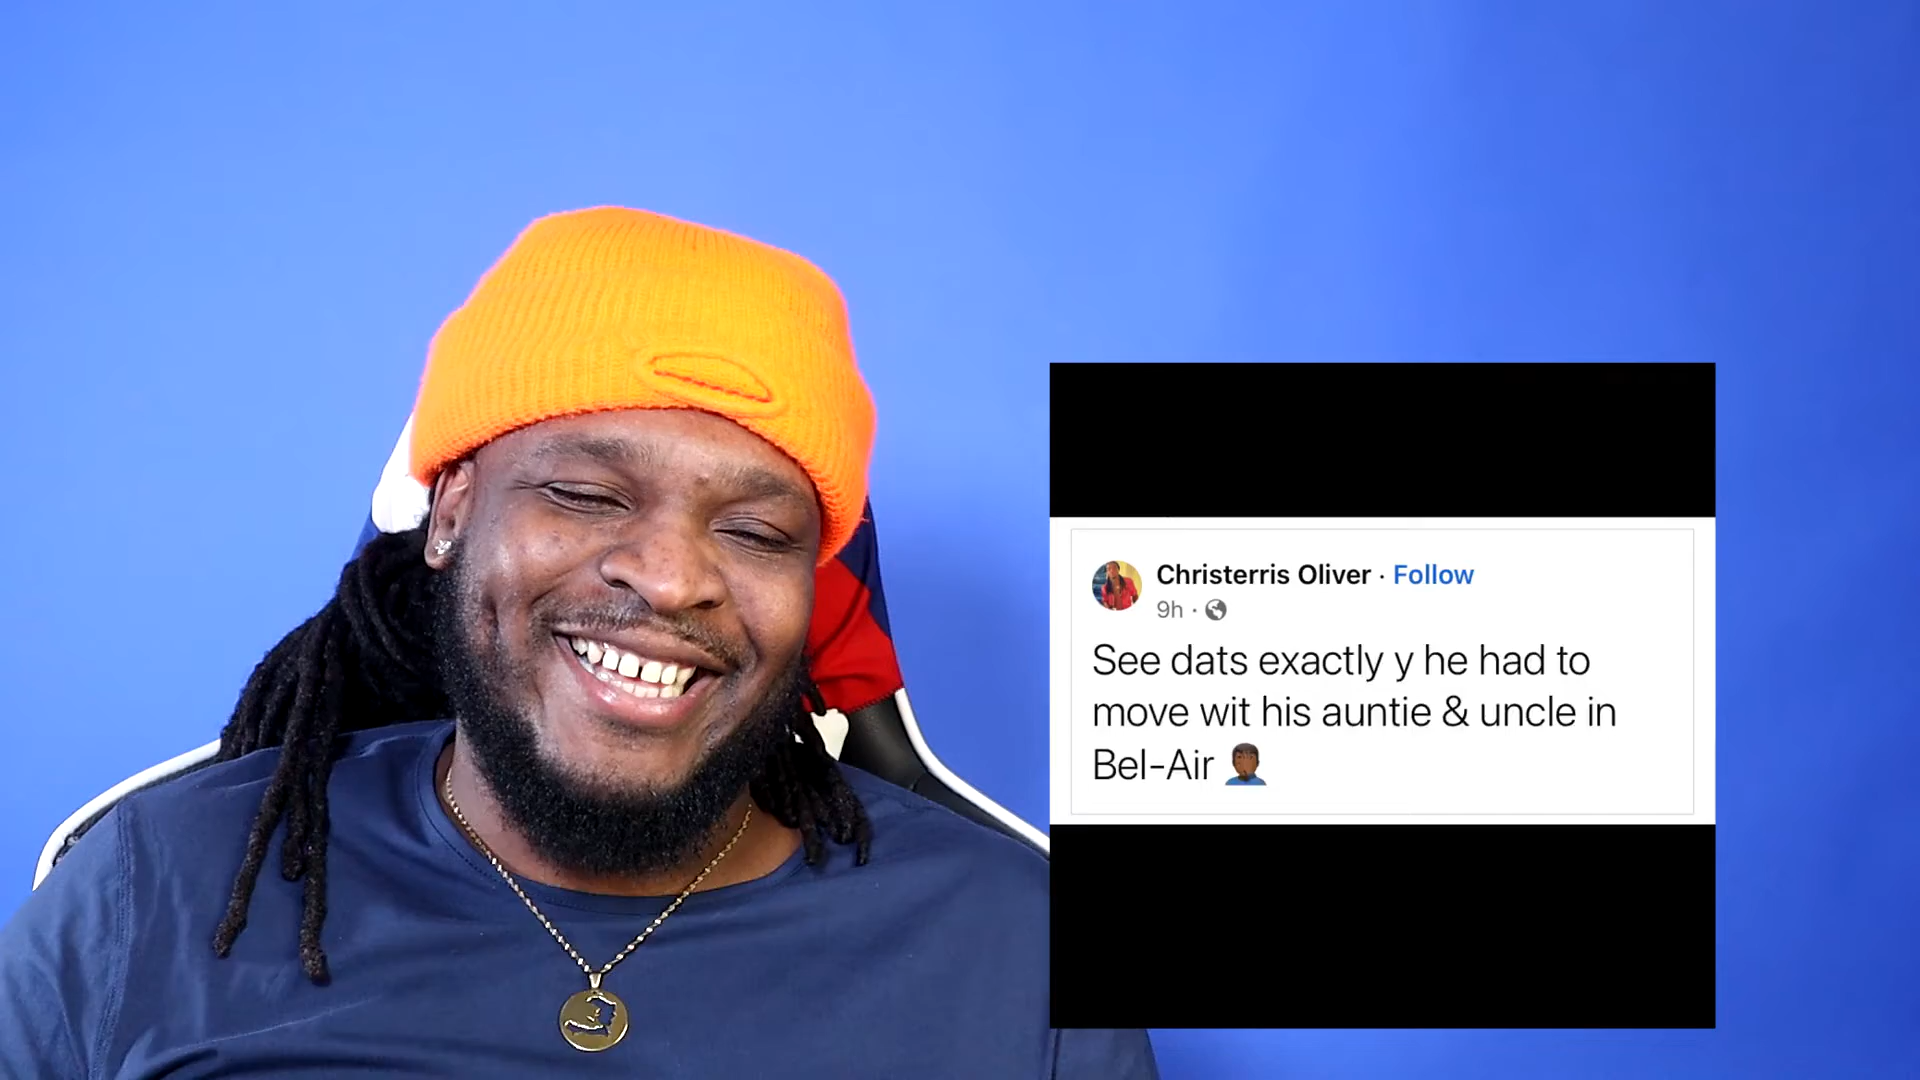 Christerris Oliver · Follow
9h ·
See dats exactly y he had to
move wit his auntie & uncle in
Bel-Air 🤦🏾‍♂️